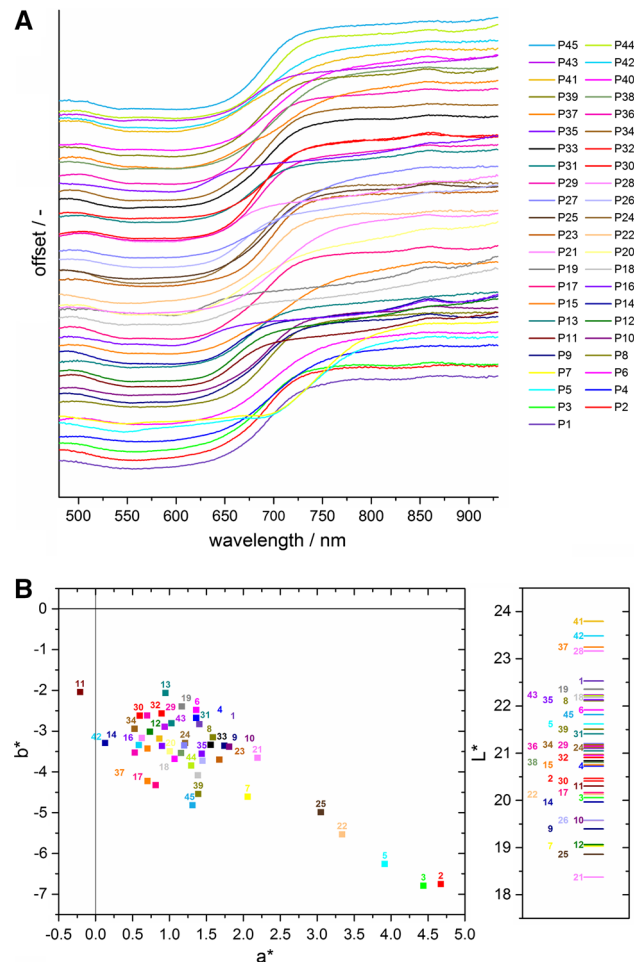 A
P45 P44
P43 P42
P41 P40
P39 P38
P37 P36
P35 P34
P33 P32
P31 P30
P29 P28
P27 P26
P25 P24
P23 P22
P21 P20
P19 P18
P17 P16
P15 P14
P13 P12
P11 P10
P9 P8
P7 P6
P5 P4
P3 P2
P1
offset / -
500 550 600 650 700 750 800 850 900
wavelength / nm
B
0
-1
-2
-3
-4
-5
-6
-7
b*
11
13
19
30 32 29 6 4
34 43 31 1
42 14 16 12 8 33 9 10
24 35 23 21
44
37 17 39 7
45
25
22
5
3 2
-0.5 0.0 0.5 1.0 1.5 2.0 2.5 3.0 3.5 4.0 4.5 5.0
a*
24
23
22
21
20
19
18
L*
41
42
37
28
1
19
43 35 8 18
6
45
5
31
36 34 29 24
32
38 15 4
2 30
11
22 17 3
14
26 10
9
7 12
25
21